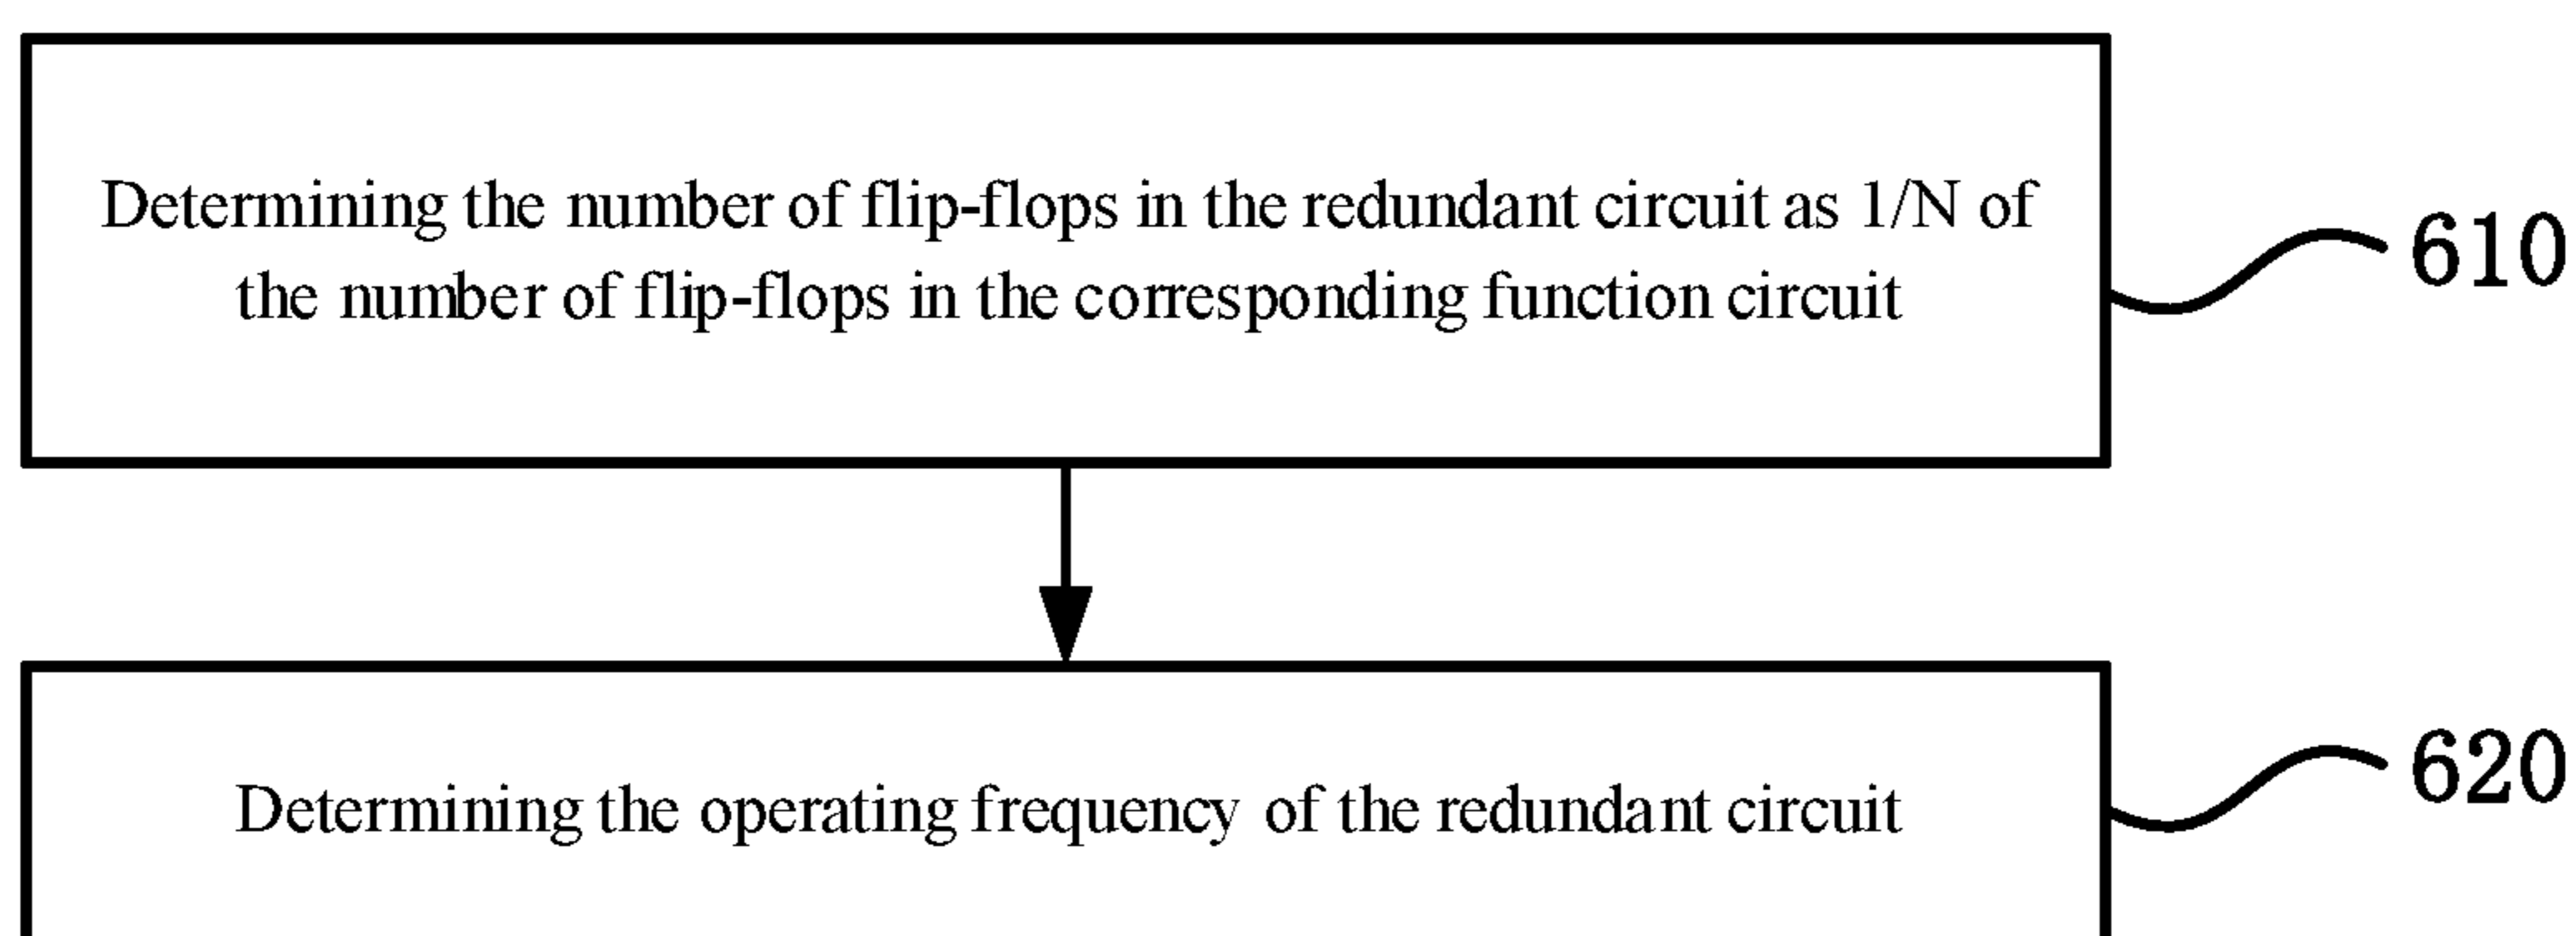 Determining the number of flip-flops in the redundant circuit as 1/N of
the number of flip-flops in the corresponding function circuit
610
Determining the operating frequency of the redundant circuit
620